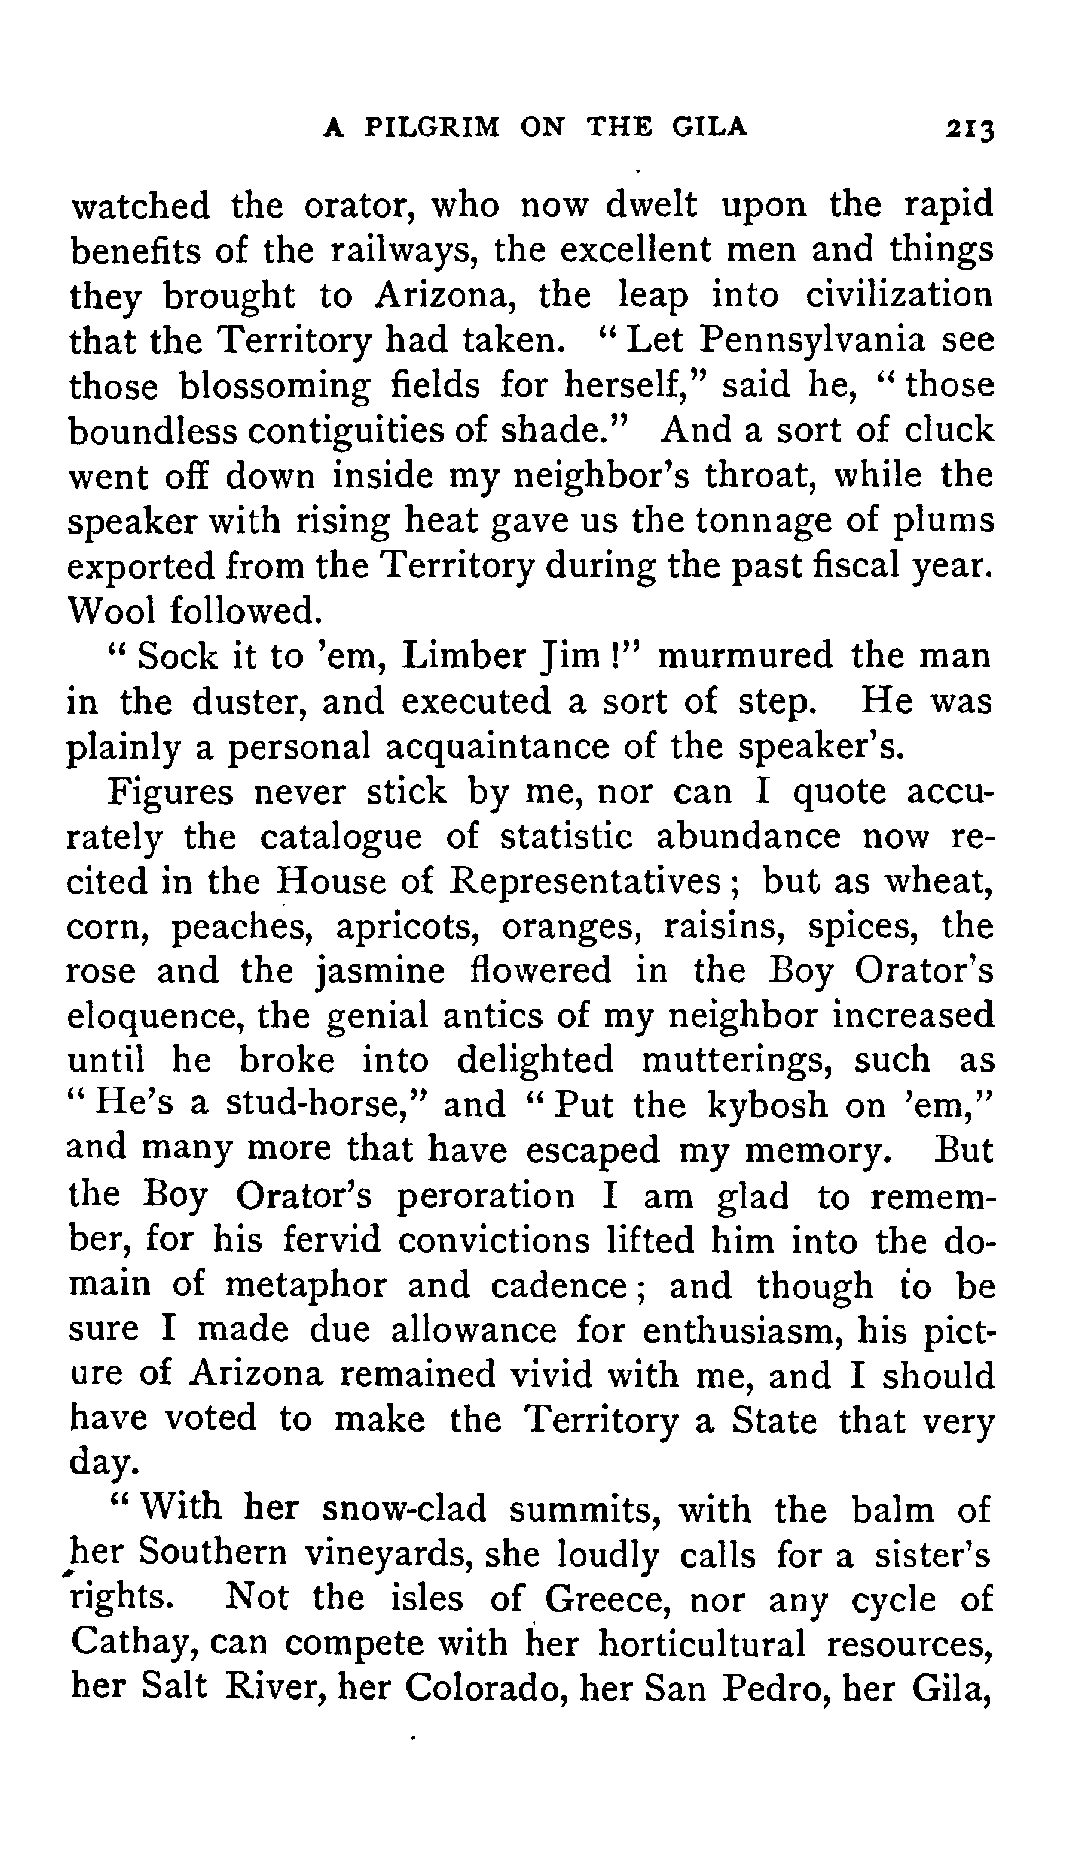 A PILGRIM ON THE GILA 213
watched the orator, who now dwelt upon the rapid
benefits of the railways, the excellent men and things
they brought to Arizona, the leap into civilization
that the Territory had taken. “Let Pennsylvania see
those blossoming fields for herself,” said he, “those
boundless contiguities of shade.” And a sort of cluck
went off down inside my neighbor’s throat, while the
speaker with rising heat gave us the tonnage of plums
exported from the Territory during the past fiscal year.
Wool followed.
“Sock it to ’em, Limber Jim!” murmured the man
in the duster, and executed a sort of step. He was
plainly a personal acquaintance of the speaker’s.
Figures never stick by me, nor can I quote accu-
rately the catalogue of statistic abundance now re-
cited in the House of Representatives; but as wheat,
corn, peaches, apricots, oranges, raisins, spices, the
rose and the jasmine flowered in the Boy Orator’s
eloquence, the genial antics of my neighbor increased
until he broke into delighted mutterings, such as
“He’s a stud-horse,” and “Put the kybosh on ’em,”
and many more that have escaped my memory. But
the Boy Orator’s peroration I am glad to remem-
ber, for his fervid convictions lifted him into the do-
main of metaphor and cadence; and though to be
sure I made due allowance for enthusiasm, his pict-
ure of Arizona remained vivid with me, and I should
have voted to make the Territory a State that very
day.
“With her snow-clad summits, with the balm of
her Southern vineyards, she loudly calls for a sister’s
rights. Not the isles of Greece, nor any cycle of
Cathay, can compete with her horticultural resources,
her Salt River, her Colorado, her San Pedro, her Gila,